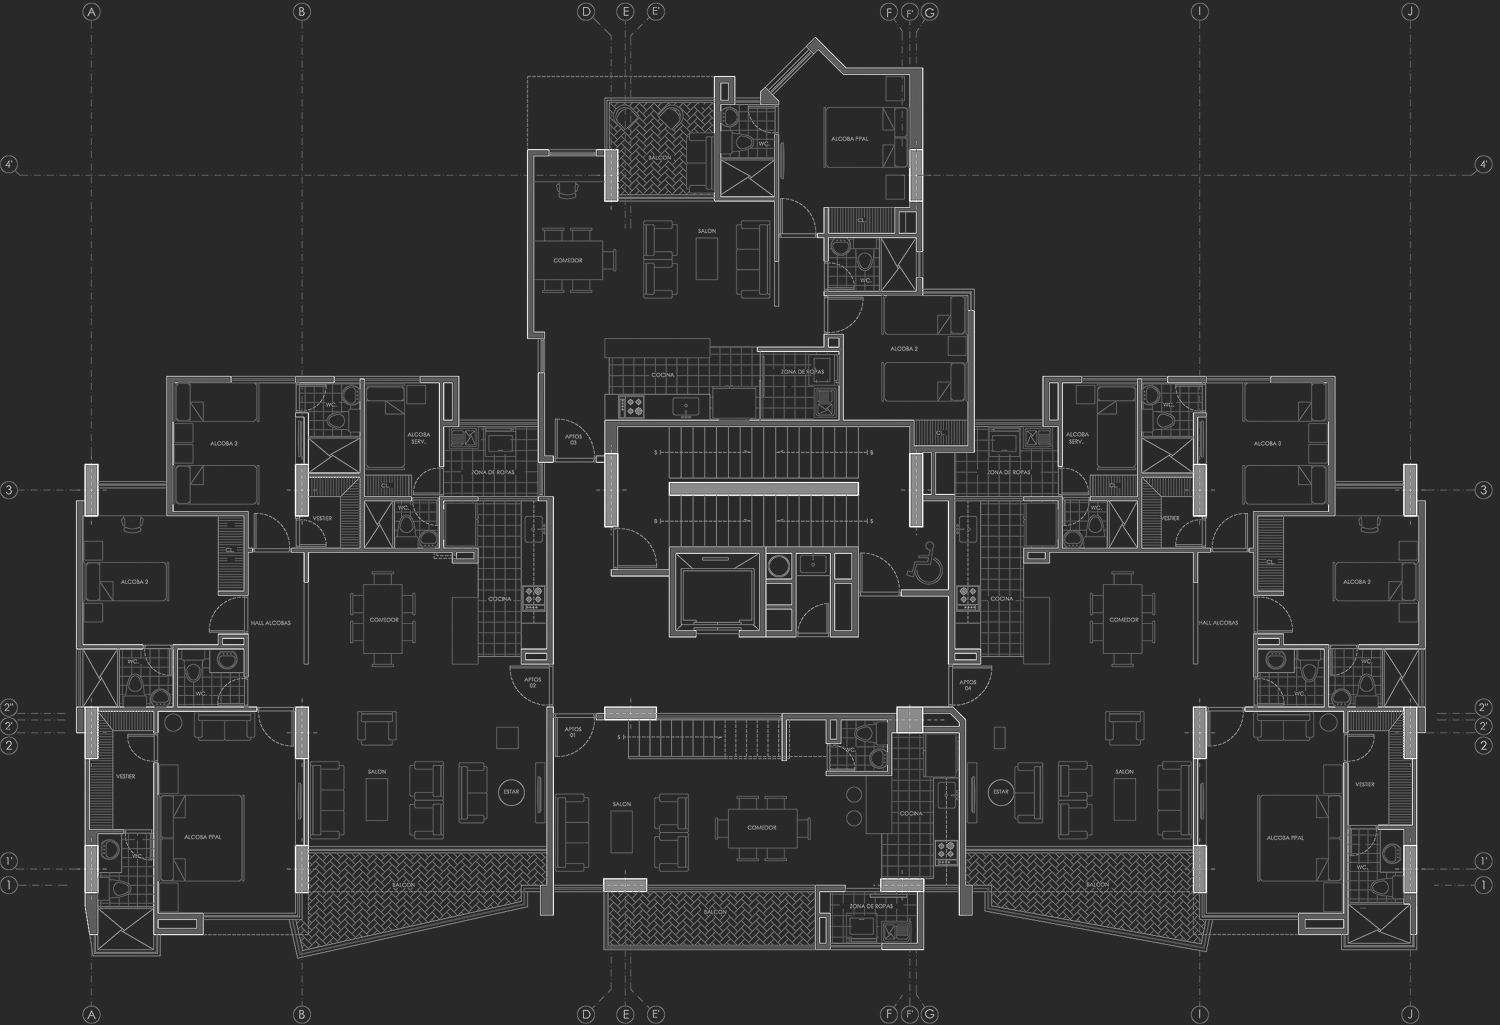 A B D E E' F F' G I J
4' 4'
ALCOBA PPAL
WC.
BALCON
CL.
SALON
COMEDOR
WC.
ALCOBA 2
ZONA DE ROPAS
COCINA
WC.
WC.
ALCOBA
SERV.
ALCOBA
SERV.
CL.
APTOS
03
ALCOBA 3
ALCOBA 3
S B
ZONA DE ROPAS
ZONA DE ROPAS
CL.
CL.
3 3
WC.
WC.
VESTIER
VESTIER
B S
CL.
CL.
ALCOBA 2
ALCOBA 2
COCINA
COCINA
COMEDOR
COMEDOR
HALL ALCOBAS
HALL ALCOBAS
WC.
WC.
APTOS
02
APTOS
04
WC.
WC.
2" 2"
2' 2'
2 2
APTOS
01
S
WC.
SALON
SALON
VESTIER
VESTIER
ESTAR
ESTAR
SALON
COCINA
COMEDOR
ALCOBA PPAL
ALCOBA PPAL
WC.
WC.
1' 1'
1 1
BALCON
BALCON
ZONA DE ROPAS
BALCON
A B D E E' F F' G I J